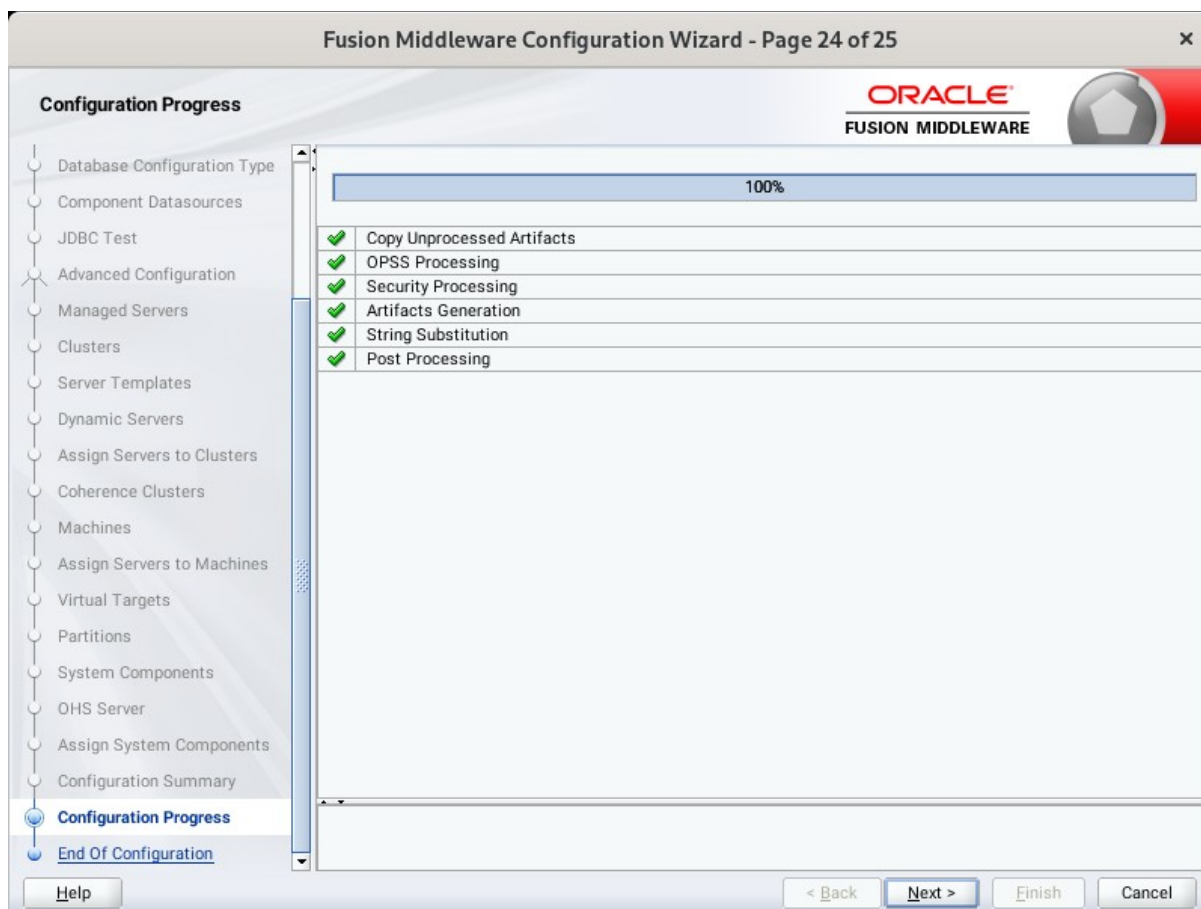 Fusion Middleware Configuration Wizard - Page 24 of 25
Configuration Progress
ORACLE
FUSION MIDDLEWARE
Database Configuration Type
Component Datasources
JDBC Test
Advanced Configuration
Managed Servers
Clusters
Server Templates
Dynamic Servers
Assign Servers to Clusters
Coherence Clusters
Machines
Assign Servers to Machines
Virtual Targets
Partitions
System Components
OHS Server
Assign System Components
Configuration Summary
Configuration Progress
End Of Configuration
100%
Copy Unprocessed Artifacts
OPSS Processing
Security Processing
Artifacts Generation
String Substitution
Post Processing
Help
< Back
Next >
Finish
Cancel